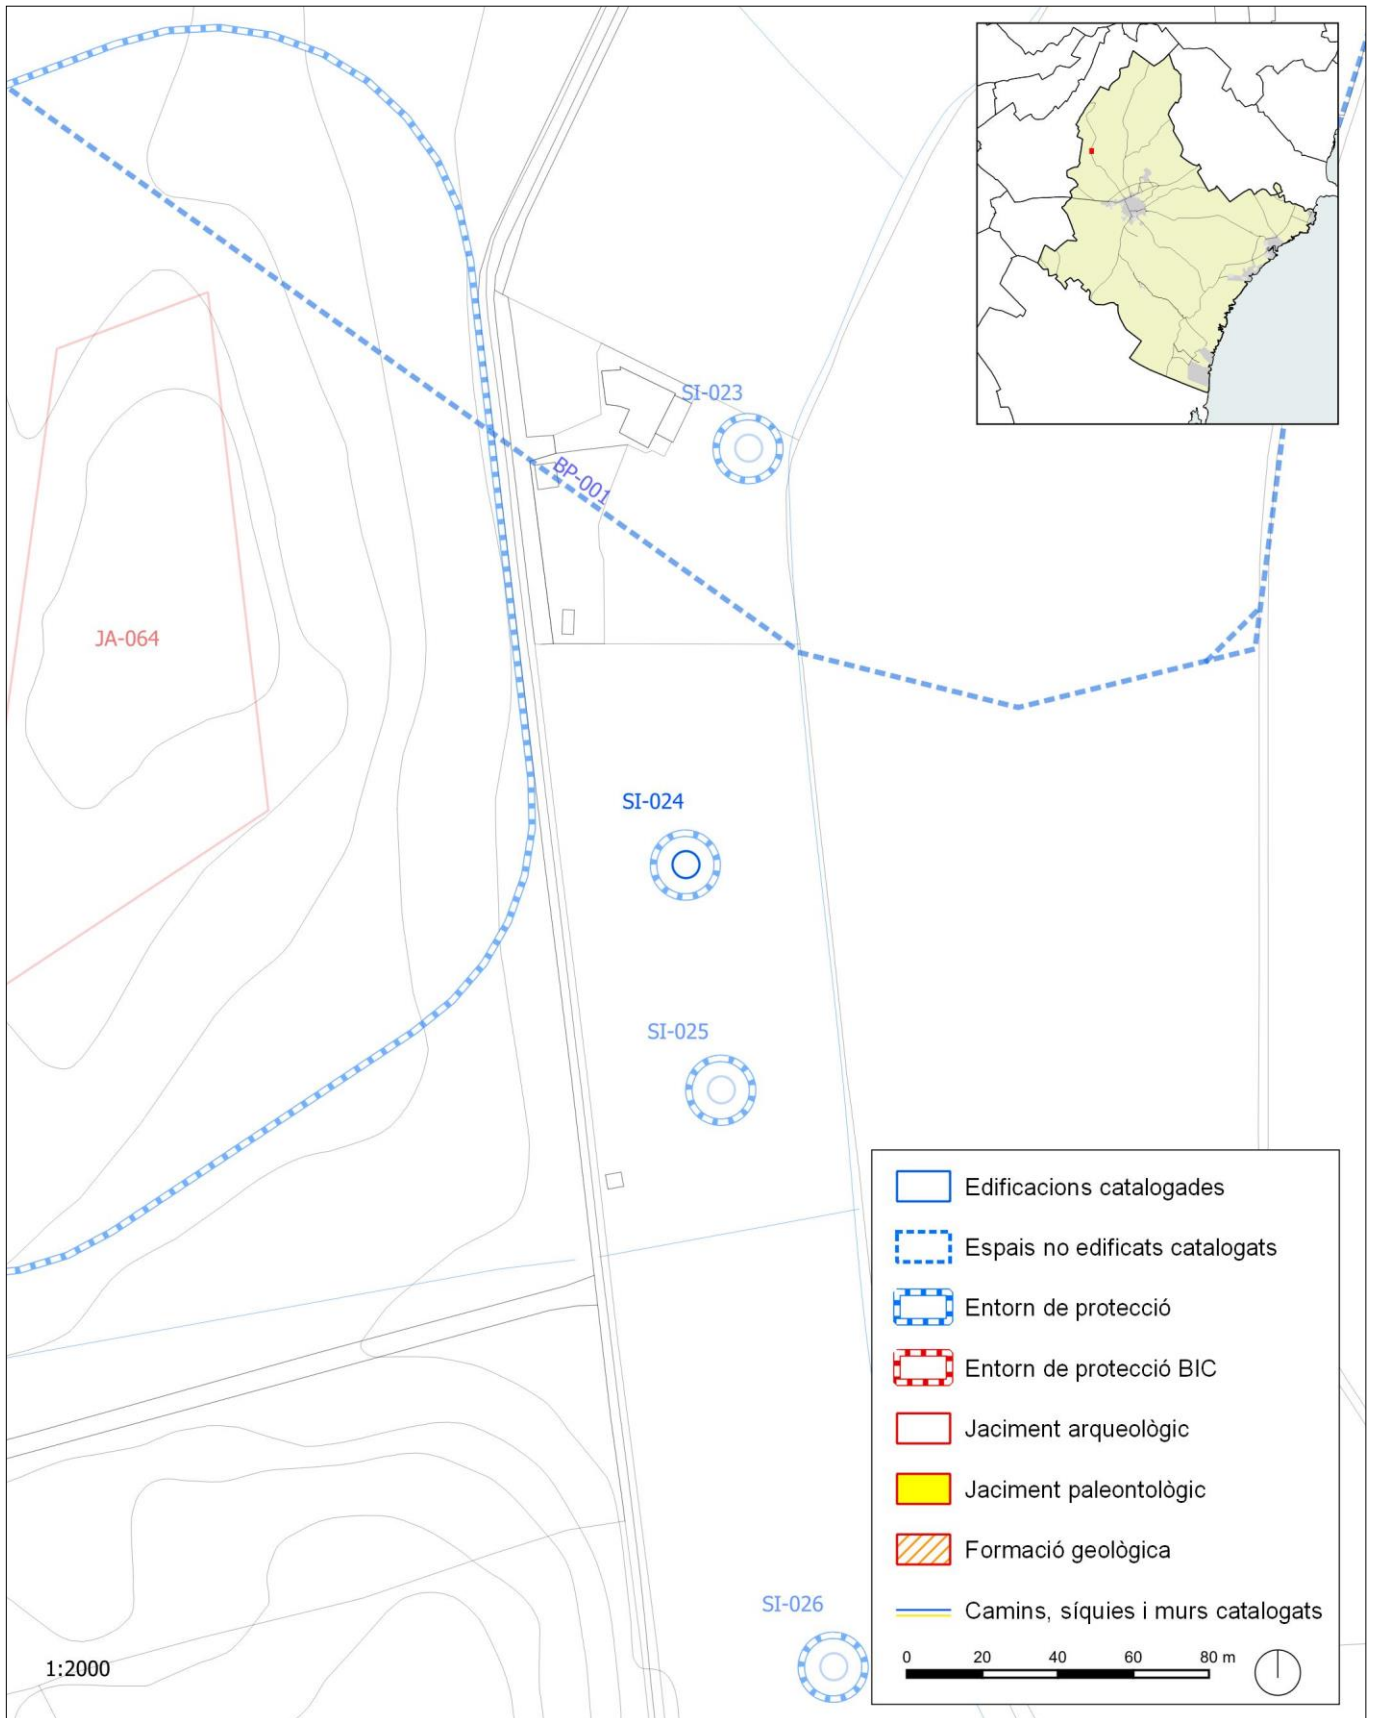 SI-023
BP-001
JA-064
SI-024
SI-025
SI-026
1:2000
Edificacions catalogades
Espais no edificats catalogats
Entorn de protecció
Entorn de protecció BIC
Jaciment arqueològic
Jaciment paleontològic
Formació geològica
Camins, síquies i murs catalogats
0 20 40 60 80 m